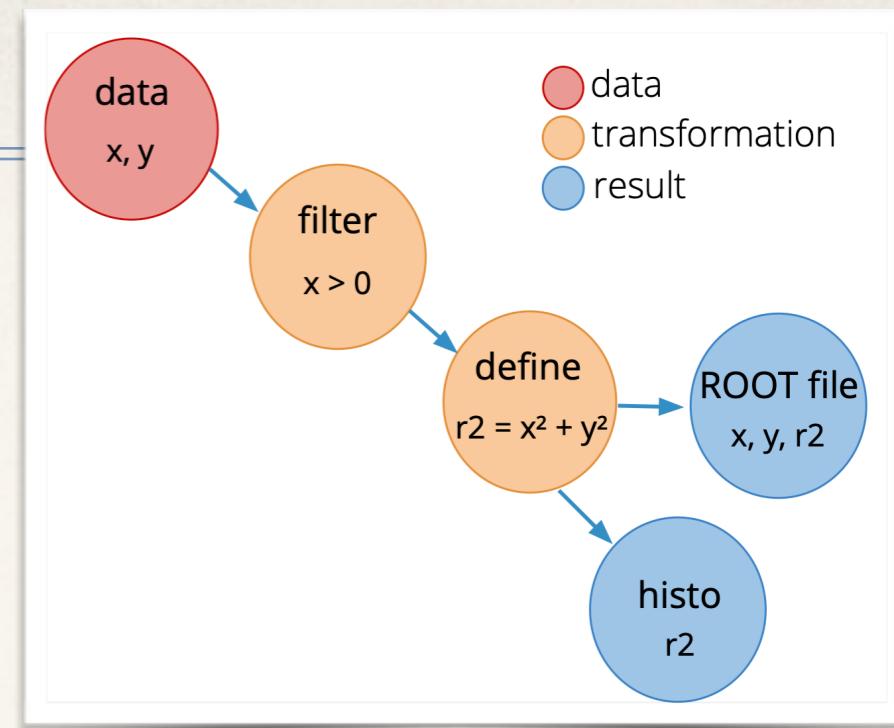 data
x, y
filter
x > 0
define
r2 = x² + y²
ROOT file
x, y, r2
histo
r2
data
transformation
result